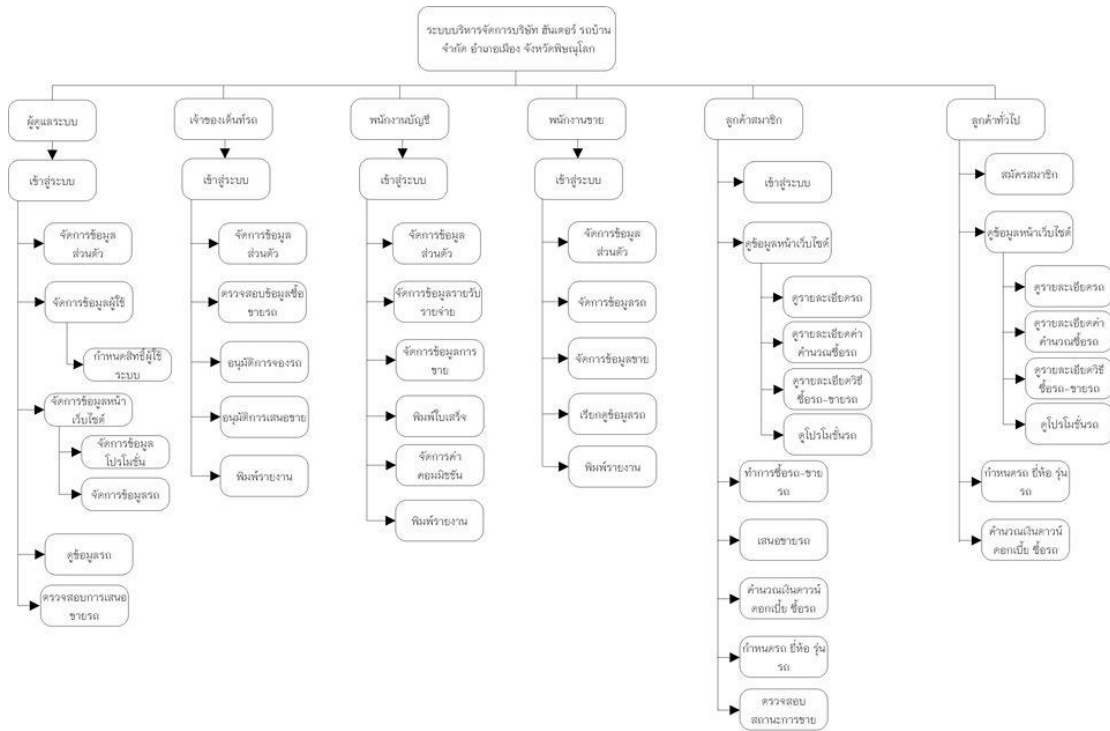 ระบบบริหารจัดการบริษัท ฮันเตอร์ รถบ้าน
จำกัด อำเภอเมือง จังหวัดพิษณุโลก
ผู้ดูแลระบบ
เข้าสู่ระบบ
จัดการข้อมูล
ส่วนตัว
จัดการข้อมูลผู้ใช้
กำหนดสิทธิ์ผู้ใช้
ระบบ
จัดการข้อมูลหน้า
เว็บไซต์
จัดการข้อมูล
โปรโมชั่น
จัดการข้อมูลรถ
ดูข้อมูลรถ
ตรวจสอบการเสนอ
ขายรถ
เจ้าของเต็นท์รถ
เข้าสู่ระบบ
จัดการข้อมูล
ส่วนตัว
ตรวจสอบข้อมูลซื้อ
ขายรถ
อนุมัติการจองรถ
อนุมัติการเสนอขาย
พิมพ์รายงาน
พนักงานบัญชี
เข้าสู่ระบบ
จัดการข้อมูล
ส่วนตัว
จัดการข้อมูลรายรับ
รายจ่าย
จัดการข้อมูลการ
ขาย
พิมพ์ใบเสร็จ
จัดการค่า
คอมมิชชัน
พิมพ์รายงาน
พนักงานขาย
เข้าสู่ระบบ
จัดการข้อมูล
ส่วนตัว
จัดการข้อมูลรถ
จัดการข้อมูลขาย
เรียกดูข้อมูลรถ
พิมพ์รายงาน
ลูกค้าสมาชิก
เข้าสู่ระบบ
ดูข้อมูลหน้าเว็บไซต์
ดูรายละเอียดรถ
ดูรายละเอียดค่า
คำนวณซื้อรถ
ดูรายละเอียดวิธี
ซื้อรถ-ขายรถ
ดูโปรโมชั่นรถ
ทำการซื้อรถ-ขาย
รถ
เสนอขายรถ
คำนวณเงินดาวน์
ดอกเบี้ย ซื้อรถ
กำหนดรถ ยี่ห้อ รุ่น
รถ
ตรวจสอบ
สถานะการขาย
ลูกค้าทั่วไป
สมัครสมาชิก
ดูข้อมูลหน้าเว็บไซต์
ดูรายละเอียดรถ
ดูรายละเอียดค่า
คำนวณซื้อรถ
ดูรายละเอียดวิธี
ซื้อรถ-ขายรถ
ดูโปรโมชั่นรถ
กำหนดรถ ยี่ห้อ รุ่น
รถ
คำนวณเงินดาวน์
ดอกเบี้ย ซื้อรถ